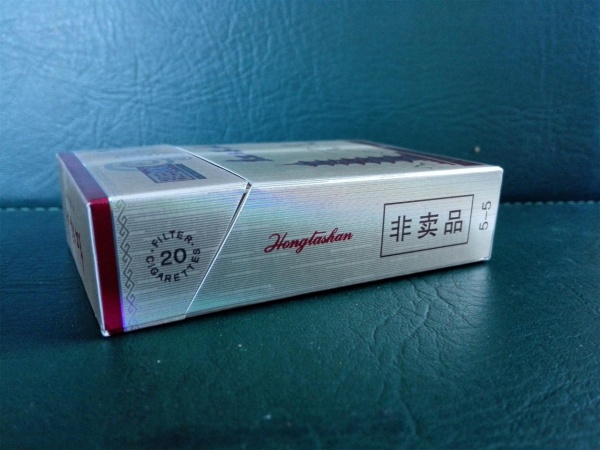 FILTER
20
CIGARETTES
Hongtashan
非卖品
5-5